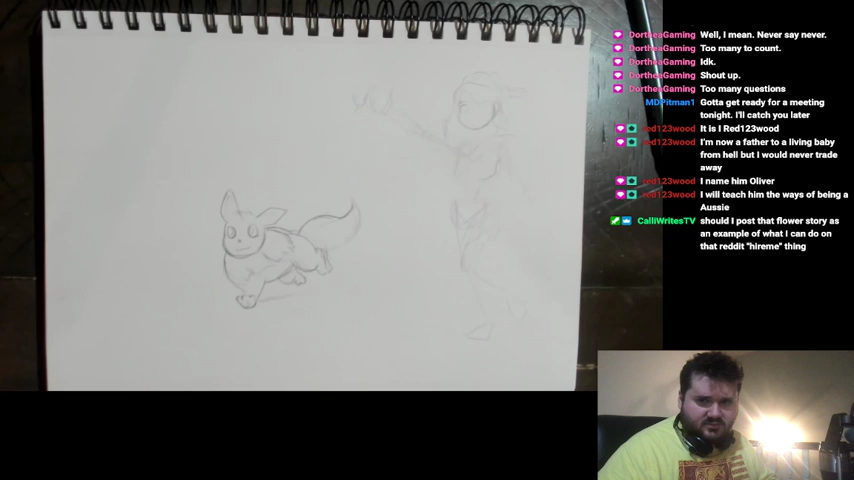 DortheaGaming Well, I mean. Never say never.
DortheaGaming Too many to count.
DortheaGaming Idk.
DortheaGaming Shout up.
DortheaGaming Too many questions
MDPitman1 Gotta get ready for a meeting
tonight. I'll catch you later
red123wood It is I Red123wood
red123wood I'm now a father to a living baby
from hell but I would never trade
away
red123wood I name him Oliver
red123wood I will teach him the ways of being a
Aussie
CalliWritesTV should I post that flower story as
an example of what I can do on
that reddit "hireme" thing